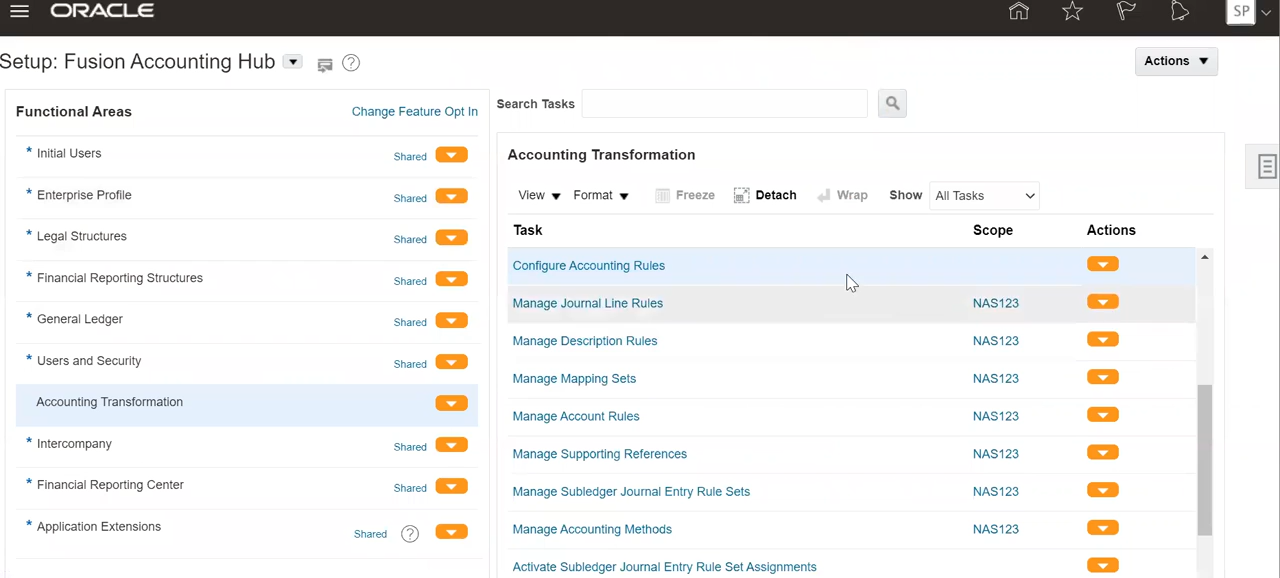 ORACLE
SP
Setup: Fusion Accounting Hub
Actions
Functional Areas
Change Feature Opt In
* Initial Users Shared
* Enterprise Profile Shared
* Legal Structures Shared
* Financial Reporting Structures Shared
* General Ledger Shared
* Users and Security Shared
Accounting Transformation
* Intercompany Shared
* Financial Reporting Center Shared
* Application Extensions Shared ?
Search Tasks
Accounting Transformation
View Format Freeze Detach Wrap Show All Tasks
Task Scope Actions
Configure Accounting Rules
Manage Journal Line Rules NAS123
Manage Description Rules NAS123
Manage Mapping Sets NAS123
Manage Account Rules NAS123
Manage Supporting References NAS123
Manage Subledger Journal Entry Rule Sets NAS123
Manage Accounting Methods NAS123
Activate Subledger Journal Entry Rule Set Assignments